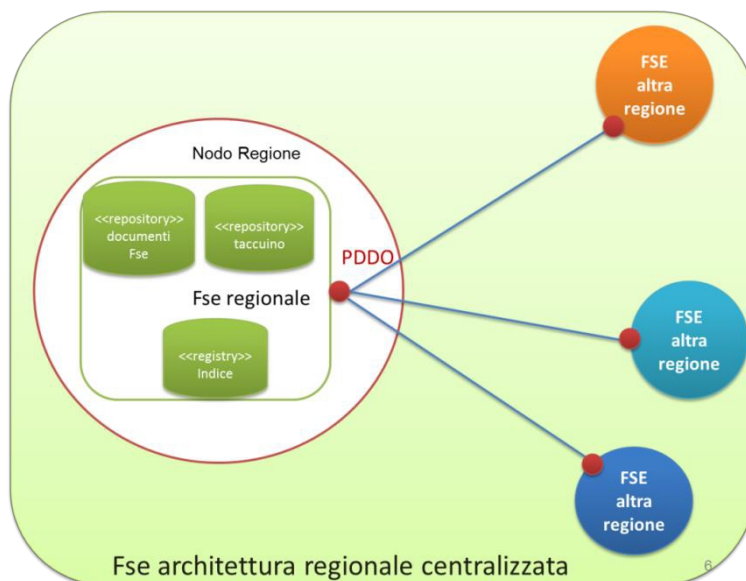 FSE
altra
regione
Nodo Regione
<<repository>>
documenti
Fse
<<repository>>
taccuino
PDDO
Fse regionale
FSE
altra
regione
<<registry>>
Indice
FSE
altra
regione
Fse architettura regionale centralizzata
6